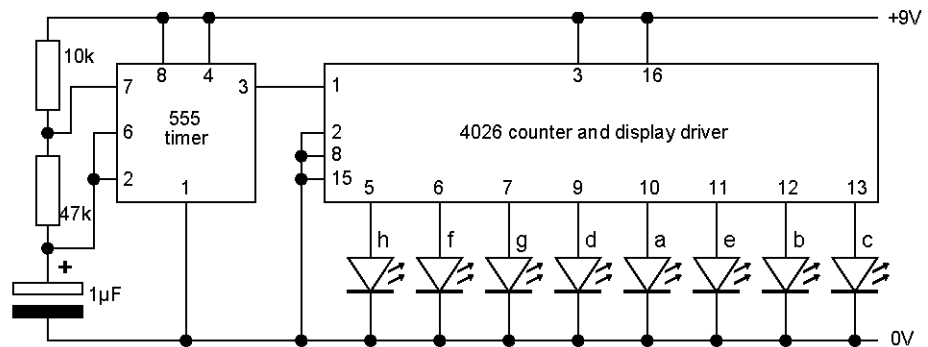 +9V
10k
8 4
3 16
7
3
1
555
timer
6
2
4026 counter and display driver
2
8
15
1
5 6 7 9 10 11 12 13
47k
h f g d a e b c
+
1µF
0V